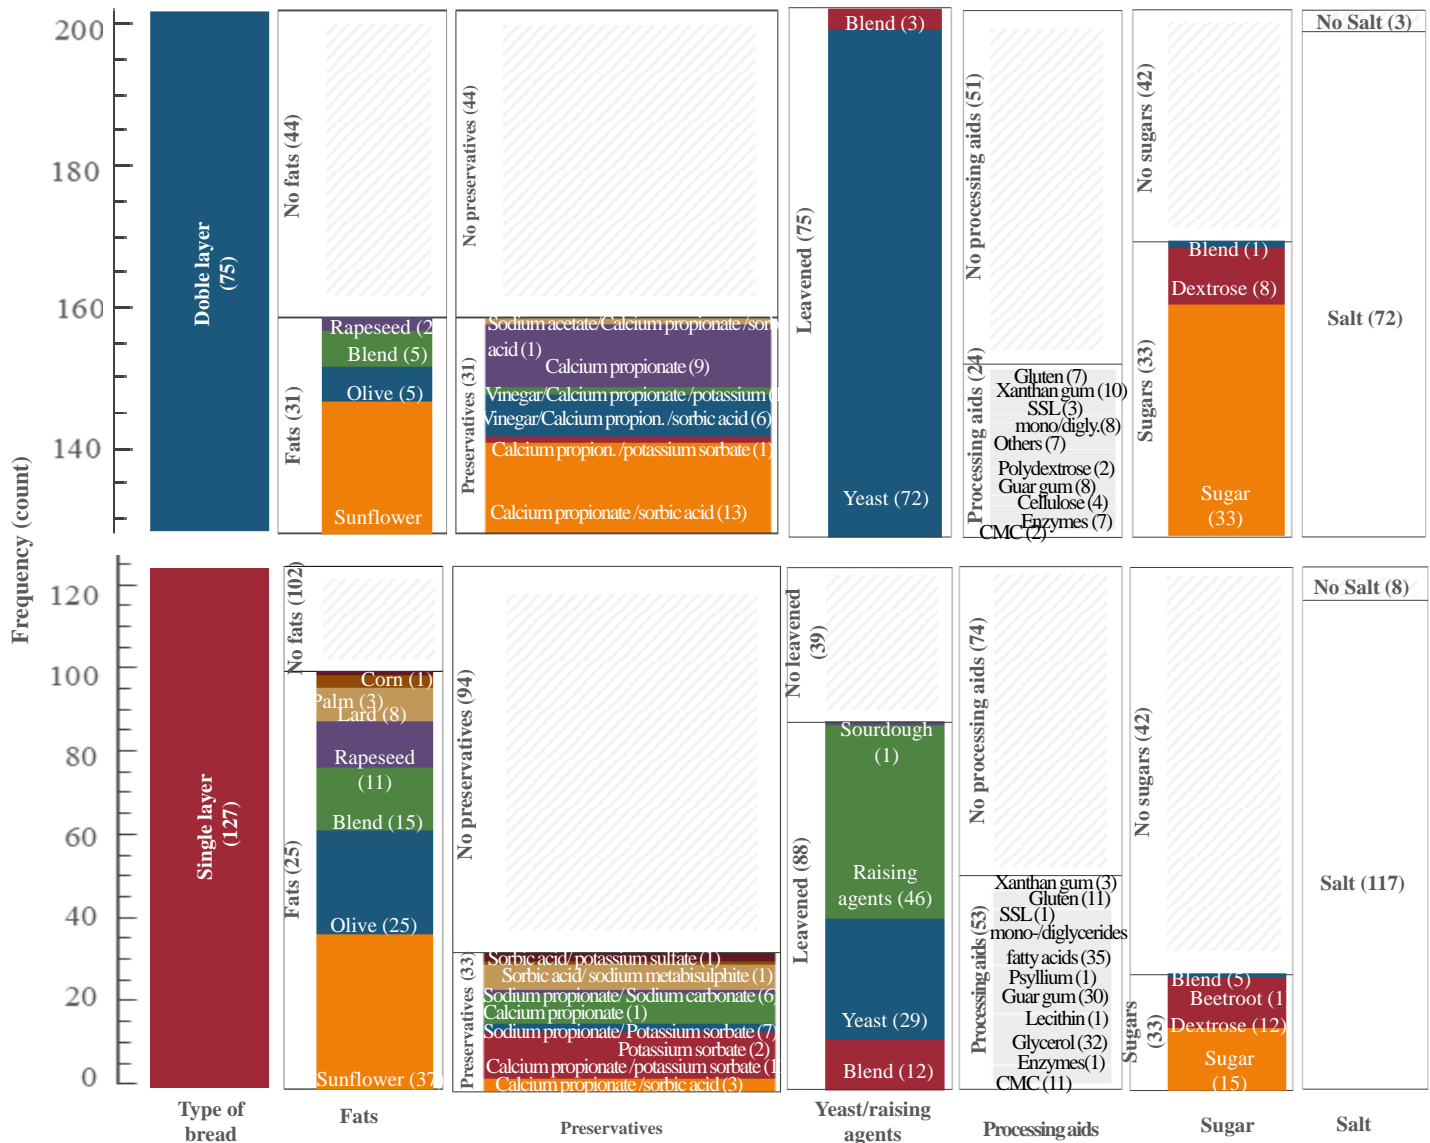 Frequency (count)
200
180
160
140
120
100
80
60
40
20
0
Doble layer
(75)
No fats (44)
Fats (31)
Rapeseed (2
Blend (5)
Olive (5)
Sunflower
No preservatives (44)
Preservatives (31)
Sodium acetate/Calcium propionate /sorb
acid (1)
Calcium propionate (9)
Vinegar/Calcium propionate /potassium (
Vinegar/Calcium propion. /sorbic acid (6)
Calcium propion. /potassium sorbate (1)
Calcium propionate /sorbic acid (13)
Leavened (75)
Blend (3)
Yeast (72)
No processing aids (51)
Processing aids (24)
Gluten (7)
Xanthan gum (10)
SSL (3)
mono/digly.(8)
Others (7)
Polydextrose (2)
Guar gum (8)
Cellulose (4)
Enzymes (7)
CMC (2)
No sugars (42)
Sugars (33)
Blend (1)
Dextrose (8)
Sugar
(33)
No Salt (3)
Salt (72)
Single layer
(127)
No fats (102)
Fats (25)
Corn (1)
Palm (3)
Lard (8)
Rapeseed
(11)
Blend (15)
Olive (25)
Sunflower (37
No preservatives (94)
Preservatives (33)
Sorbic acid/ potassium sulfate (1)
Sorbic acid/ sodium metabisulphite (1)
Sodium propionate/ Sodium carbonate (6)
Calcium propionate (1)
Sodium propionate/ Potassium sorbate (7)
Potassium sorbate (2)
Calcium propionate /potassium sorbate (1
Calcium propionate /sorbic acid (3)
No leavened
(39)
Leavened (88)
Sourdough
(1)
Raising
agents (46)
Yeast (29)
Blend (12)
No processing aids (74)
Processing aids (53)
Xanthan gum (3)
Gluten (11)
SSL (1)
mono-/diglycerides
fatty acids (35)
Psyllium (1)
Guar gum (30)
Lecithin (1)
Glycerol (32)
Enzymes(1)
CMC (11)
No sugars (42)
Sugars
(33)
Blend (5)
Beetroot (1
Dextrose (12)
Sugar
(15)
No Salt (8)
Salt (117)
Type of
bread
Fats
Preservatives
Yeast/raising
agents
Processing aids
Sugar
Salt